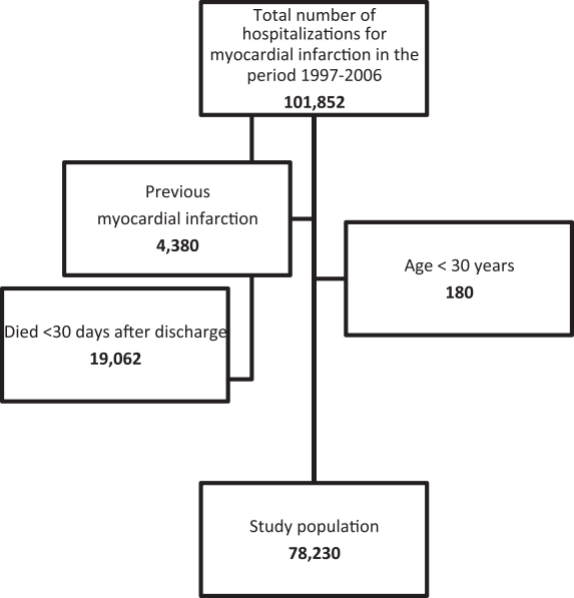 Total number of
hospitalizations for
myocardial infarction in the
period 1997-2006
101,852
Previous
myocardial infarction
4,380
Age < 30 years
180
Died <30 days after discharge
19,062
Study population
78,230